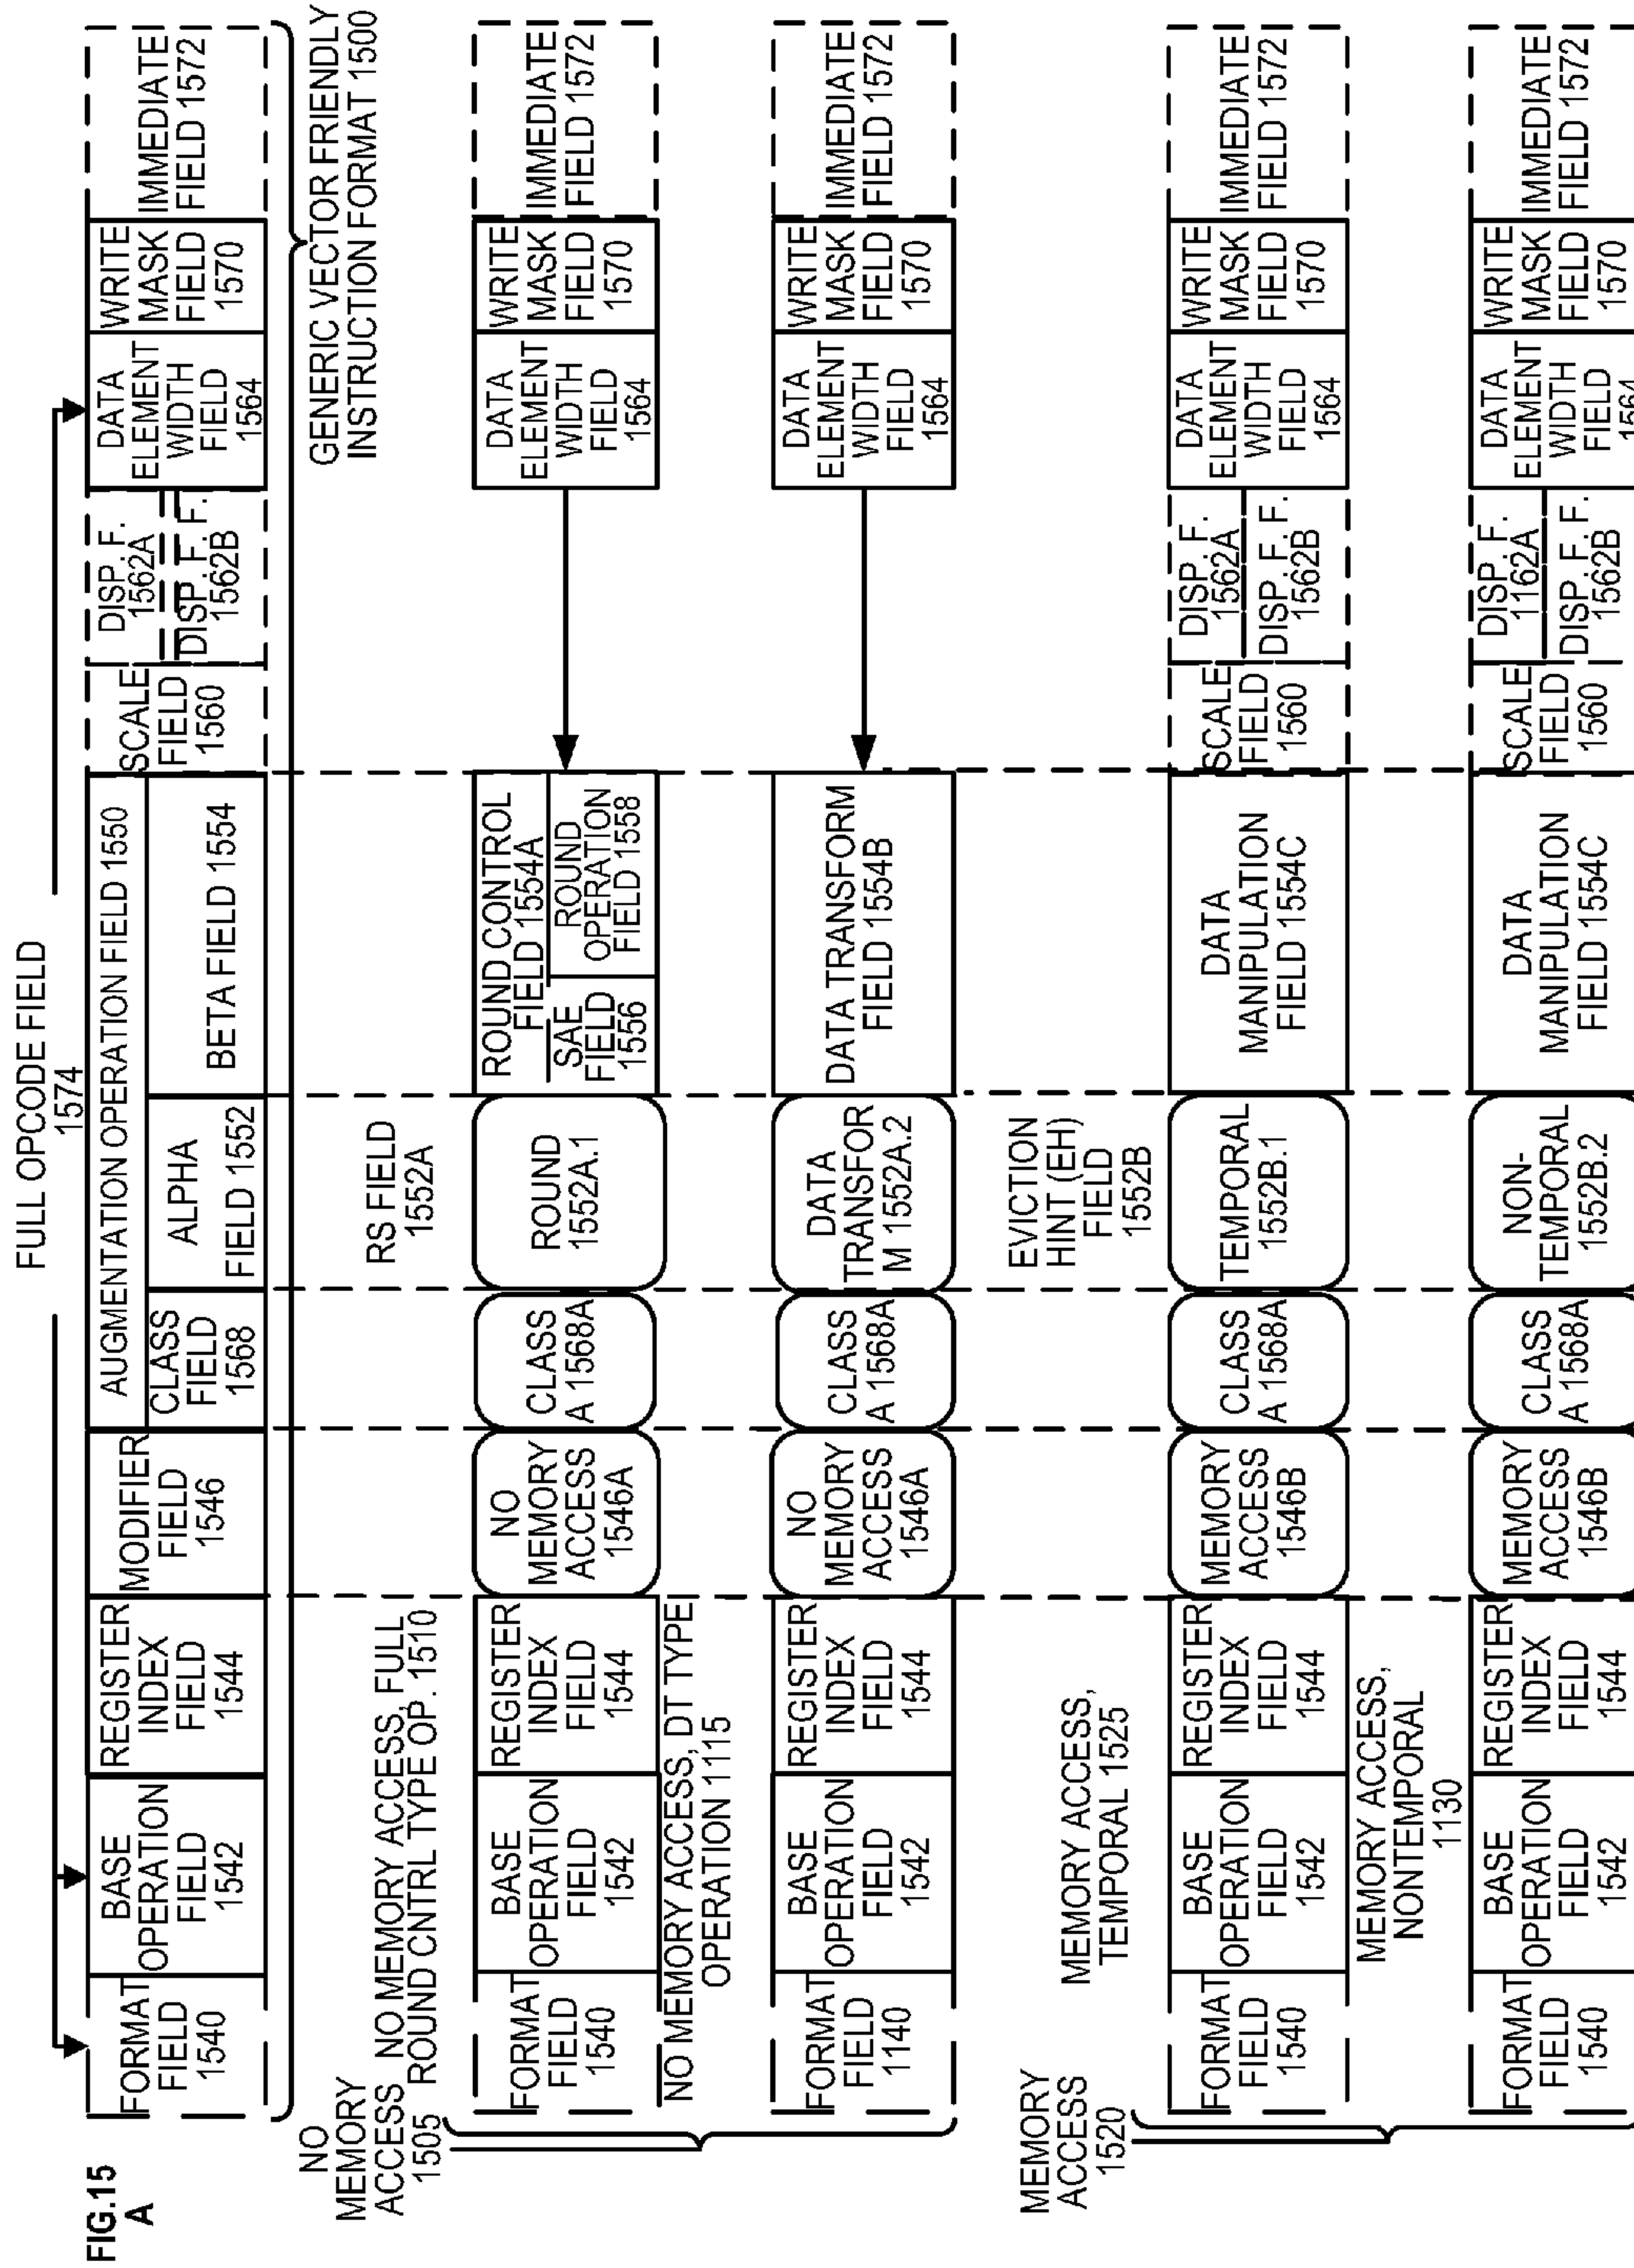 FIG.15
A
FULL OPCODE FIELD
1574
FORMAT
FIELD
1540
BASE
OPERATION
FIELD
1542
REGISTER
INDEX
FIELD
1544
MODIFIER
FIELD
1546
AUGMENTATION OPERATION FIELD 1550
CLASS
FIELD
1568
ALPHA
FIELD 1552
BETA FIELD 1554
SCALE
FIELD
1560
DISP. F.
1562A
DISP. F. F.
1562B
DATA
ELEMENT
WIDTH
FIELD
1564
WRITE
MASK
FIELD
1570
IMMEDIATE
FIELD 1572
GENERIC VECTOR FRIENDLY
INSTRUCTION FORMAT 1500
NO
MEMORY
ACCESS
1505
NO MEMORY ACCESS, FULL
ROUND CNTRL TYPE OP. 1510
RS FIELD
1552A
FORMAT
FIELD
1540
BASE
OPERATION
FIELD
1542
REGISTER
INDEX
FIELD
1544
NO
MEMORY
ACCESS
1546A
CLASS
A 1568A
ROUND
1552A.1
ROUND CONTROL
FIELD 1554A
SAE
FIELD
1556
ROUND
OPERATION
FIELD 1558
DATA
ELEMENT
WIDTH
FIELD
1564
WRITE
MASK
FIELD
1570
IMMEDIATE
FIELD 1572
NO MEMORY ACCESS, DT TYPE
OPERATION 1115
FORMAT
FIELD
1140
BASE
OPERATION
FIELD
1542
REGISTER
INDEX
FIELD
1544
NO
MEMORY
ACCESS
1546A
CLASS
A 1568A
DATA
TRANSFOR
M 1552A.2
DATA TRANSFORM
FIELD 1554B
DATA
ELEMENT
WIDTH
FIELD
1564
WRITE
MASK
FIELD
1570
IMMEDIATE
FIELD 1572
MEMORY
ACCESS
1520
MEMORY ACCESS,
TEMPORAL 1525
EVICTION
HINT (EH)
FIELD
1552B
FORMAT
FIELD
1540
BASE
OPERATION
FIELD
1542
REGISTER
INDEX
FIELD
1544
MEMORY
ACCESS
1546B
CLASS
A 1568A
TEMPORAL
1552B.1
DATA
MANIPULATION
FIELD 1554C
SCALE
FIELD
1560
DISP. F.
1562A
DISP. F. F.
1562B
DATA
ELEMENT
WIDTH
FIELD
1564
WRITE
MASK
FIELD
1570
IMMEDIATE
FIELD 1572
MEMORY ACCESS,
NONTEMPORAL
1130
FORMAT
FIELD
1540
BASE
OPERATION
FIELD
1542
REGISTER
INDEX
FIELD
1544
MEMORY
ACCESS
1546B
CLASS
A 1568A
NON-
TEMPORAL
1552B.2
DATA
MANIPULATION
FIELD 1554C
SCALE
FIELD
1560
DISP. F.
1162A
DISP. F. F.
1562B
DATA
ELEMENT
WIDTH
FIELD
1564
WRITE
MASK
FIELD
1570
IMMEDIATE
FIELD 1572